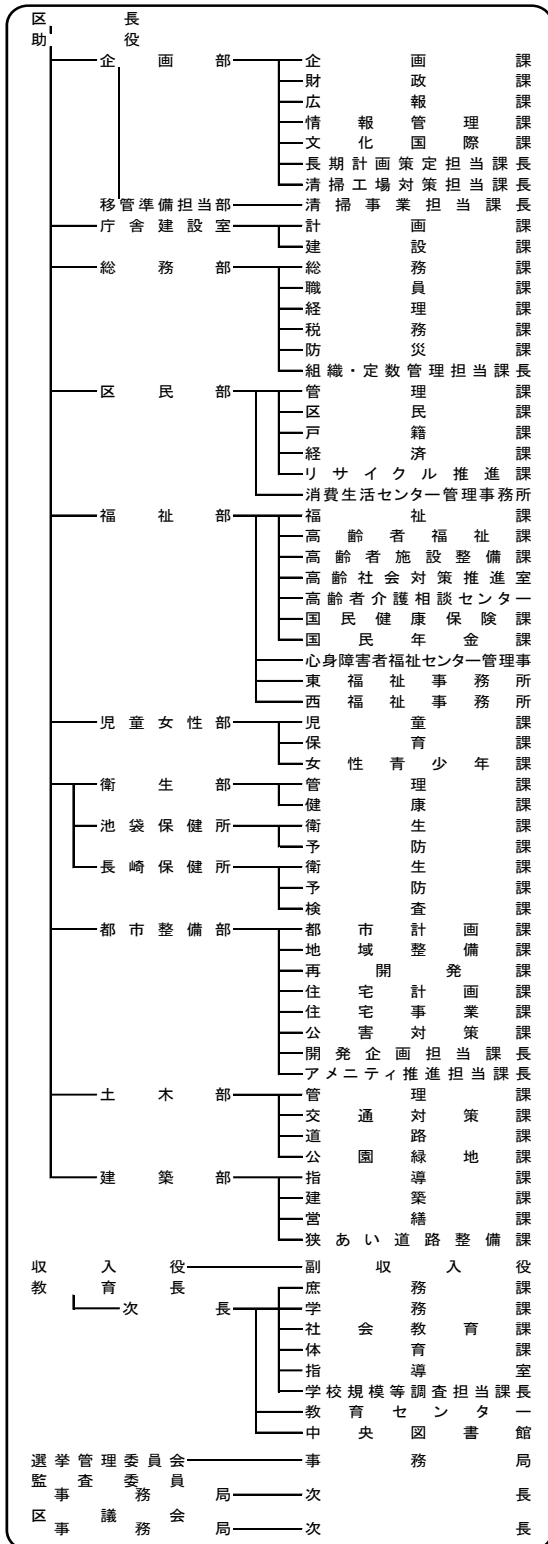 区長
助役
企画部 企画課
財政課
広報課
情報管理課
文化国際課
長期計画策定担当課長
清掃工場対策担当課長
移管準備担当部 清掃事業担当課長
庁舎建設室 計画課
建設課
総務部 総務課
職員課
経理課
税務課
防災課
組織・定数管理担当課長
区民部 管理課
区民課
戸籍課
経済課
リサイクル推進課
消費生活センター管理事務所
福祉部 福祉課
高齢者福祉課
高齢者施設整備課
高齢社会対策推進室
高齢者介護相談センター
国民健康保険課
国民年金課
心身障害者福祉センター管理事
東福祉事務所
西福祉事務所
児童女性部 児童課
保育課
女性青少年課
衛生部 管理課
健康課
池袋保健所 衛生課
予防課
長崎保健所 衛生課
予防課
検査課
都市整備部 都市計画課
地域整備課
再開発課
住宅計画課
住宅事業課
公害対策課
開発企画担当課長
アメニティ推進担当課長
土木部 管理課
交通対策課
道路課
公園緑地課
建築部 指導課
建築課
営繕課
狭あい道路整備課
収入役 副収入役
教育長 庶務課
次長 学務課
社会教育課
体育課
指導室
学校規模等調査担当課長
教育センター
中央図書館
選挙管理委員会 事務局
監査委員
事務局 次長
区議会
事務局 次長